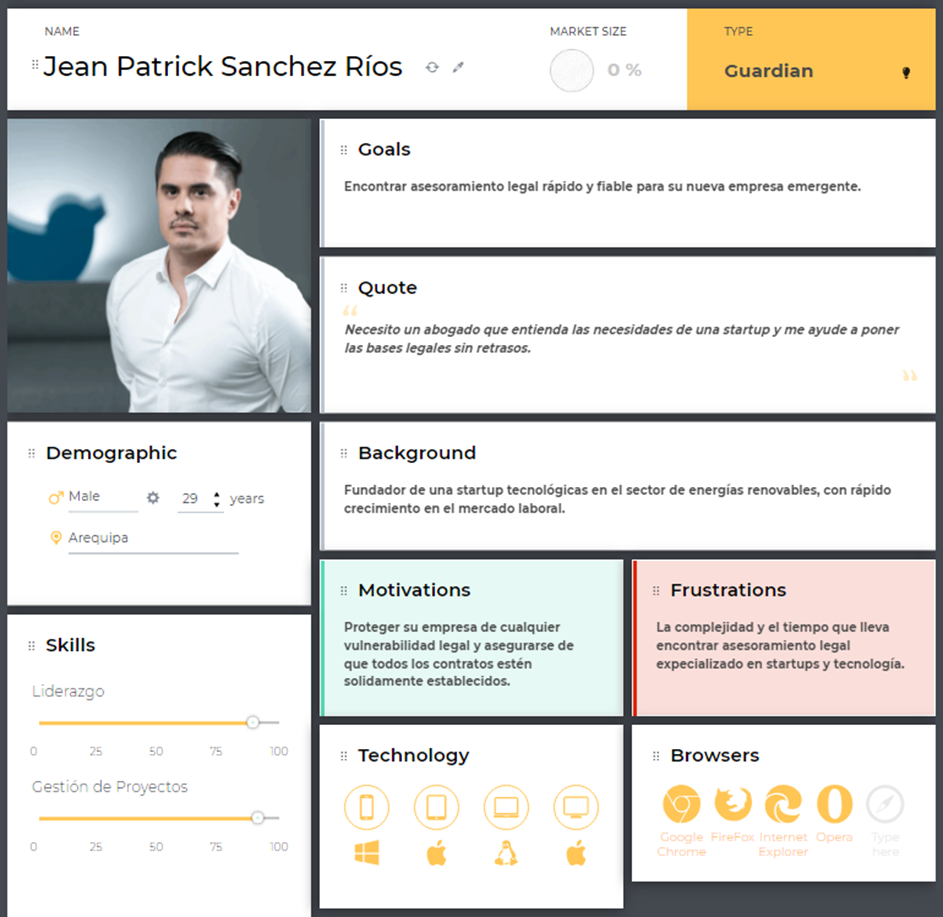 NAME
Jean Patrick Sanchez Ríos
MARKET SIZE
0 %
TYPE
Guardian
Goals
Encontrar asesoramiento legal rápido y fiable para su nueva empresa emergente.
Quote
“
Necesito un abogado que entienda las necesidades de una startup y me ayude a poner
las bases legales sin retrasos.
”
Demographic
Male
29 years
Arequipa
Background
Fundador de una startup tecnológicas en el sector de energías renovables, con rápido
crecimiento en el mercado laboral.
Skills
Liderazgo
0 25 50 75 100
Gestión de Proyectos
0 25 50 75 100
Motivations
Proteger su empresa de cualquier
vulnerabilidad legal y asegurarse de
que todos los contratos estén
solidamente establecidos.
Frustrations
La complejidad y el tiempo que lleva
encontrar asesoramiento legal
expecializado en startups y tecnología.
Technology
Browsers
Google
Chrome
FireFox
Internet
Explorer
Opera
Type
here